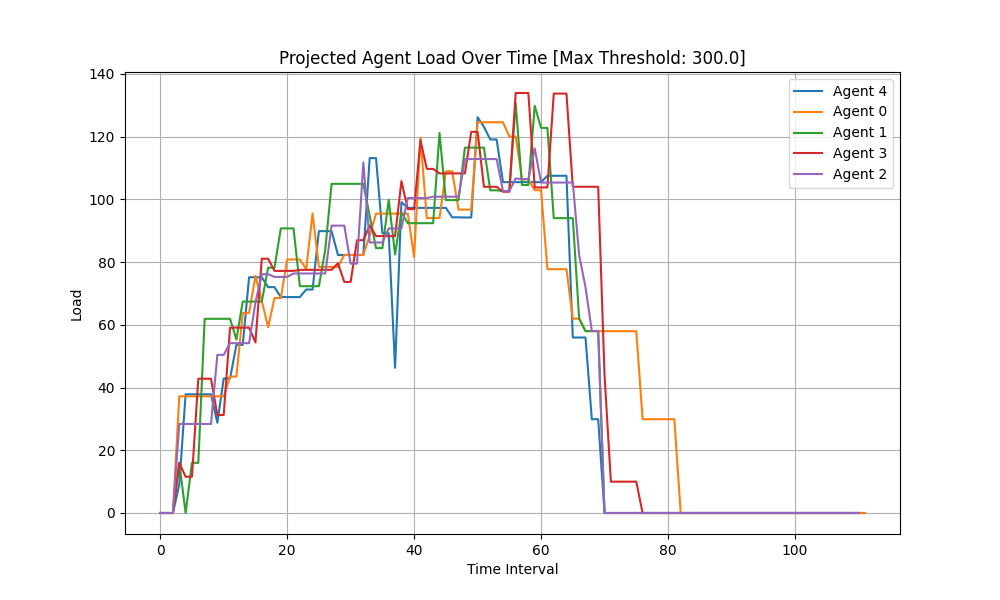 Projected Agent Load Over Time [Max Threshold: 300.0]
Load
140
120
100
80
60
40
20
0
Agent 4
Agent 0
Agent 1
Agent 3
Agent 2
0 20 40 60 80 100
Time Interval